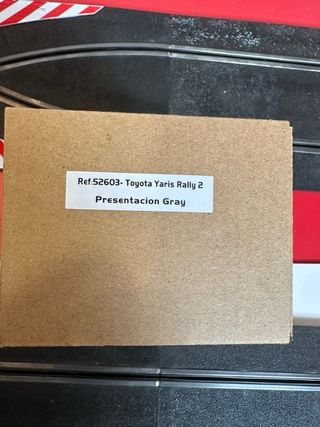 Ref:52603- Toyota Yaris Rally 2
Presentacion Gray